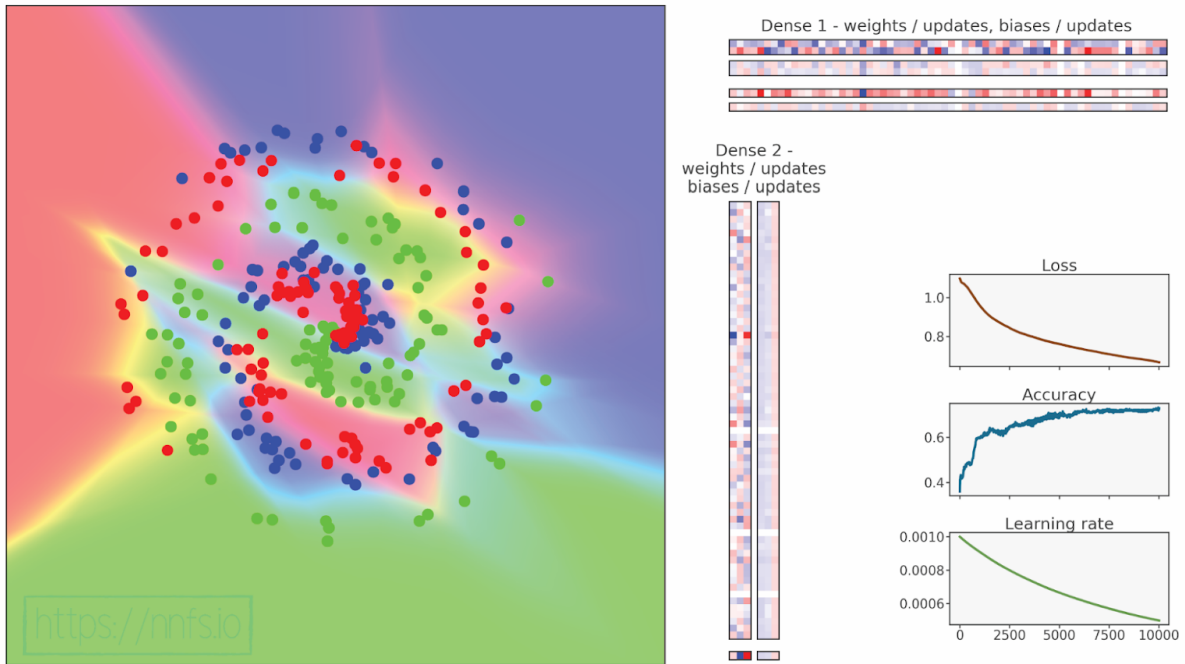 Dense 1 - weights / updates, biases / updates
Dense 2 -
weights / updates
biases / updates
Loss
1.0
0.8
Accuracy
0.6
0.4
Learning rate
0.0010
0.0008
0.0006
0 2500 5000 7500 10000
https://nnfs.io